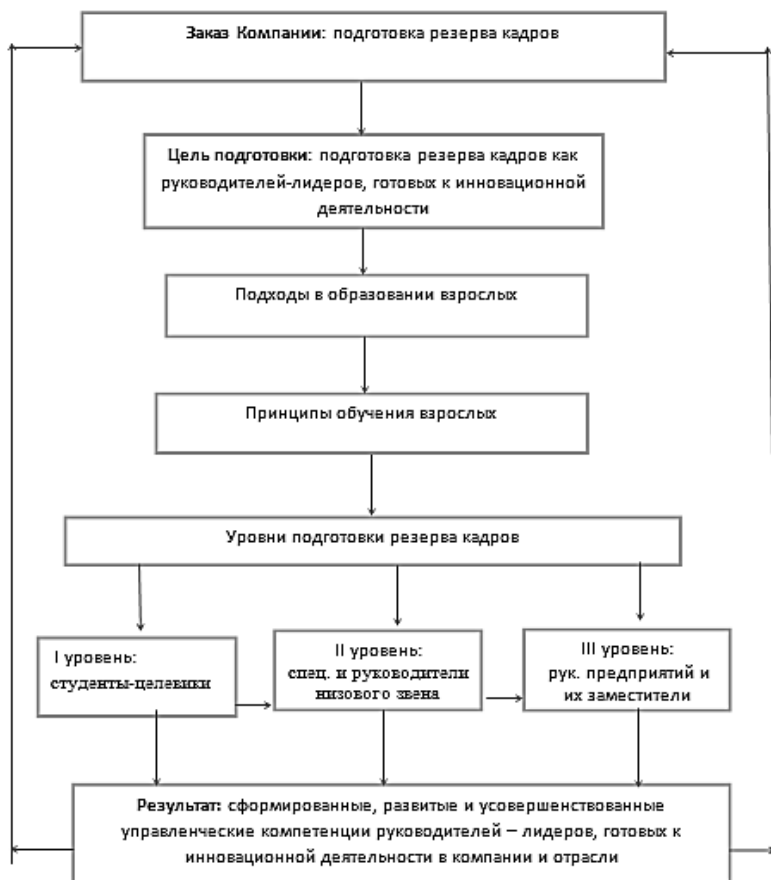 Заказ Компании: подготовка резерва кадров
Цель подготовки: подготовка резерва кадров как
руководителей-лидеров, готовых к инновационной
деятельности
Подходы в образовании взрослых
Принципы обучения взрослых
Уровни подготовки резерва кадров
I уровень:
студенты-целевики
II уровень:
спец. и руководители
низового звена
III уровень:
рук. предприятий и
их заместители
Результат: сформированные, развитые и усовершенствованные
управленческие компетенции руководителей – лидеров, готовых к
инновационной деятельности в компании и отрасли